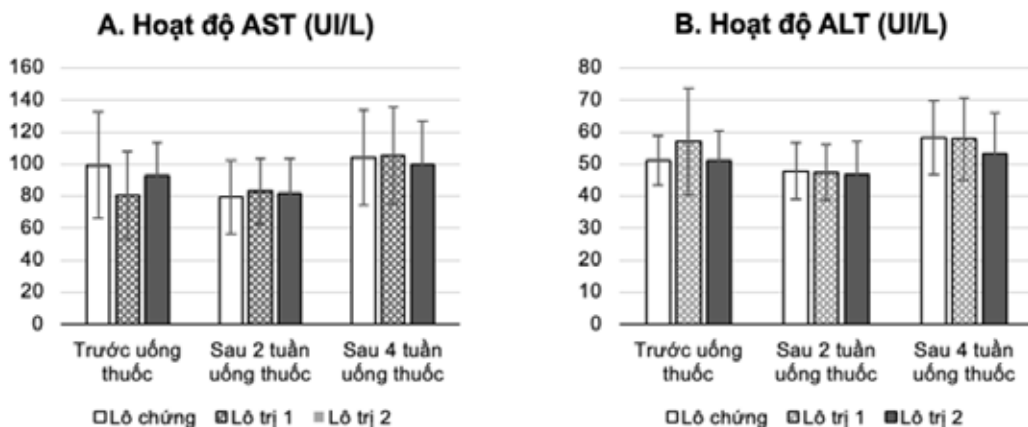 A. Hoạt độ AST (UI/L)
160
140
120
100
80
60
40
20
0
Trước uống thuốc
Sau 2 tuần uống thuốc
Sau 4 tuần uống thuốc
Lô chứng Lô trị 1 Lô trị 2
B. Hoạt độ ALT (UI/L)
80
70
60
50
40
30
20
10
0
Trước uống thuốc
Sau 2 tuần uống thuốc
Sau 4 tuần uống thuốc
Lô chứng Lô trị 1 Lô trị 2